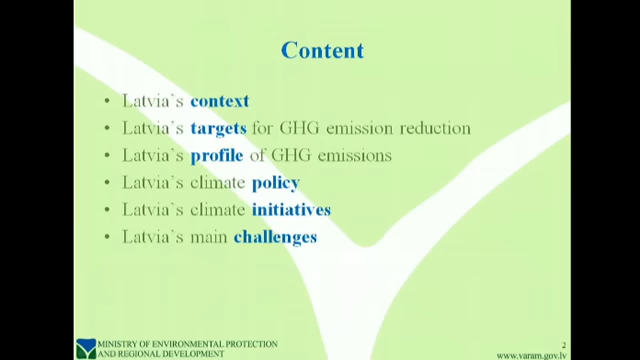 Content
• Latvia`s context
• Latvia`s targets for GHG emission reduction
• Latvia`s profile of GHG emissions
• Latvia`s climate policy
• Latvia`s climate initiatives
• Latvia`s main challenges
MINISTRY OF ENVIRONMENTAL PROTECTION
AND REGIONAL DEVELOPMENT
2
www.varam.gov.lv